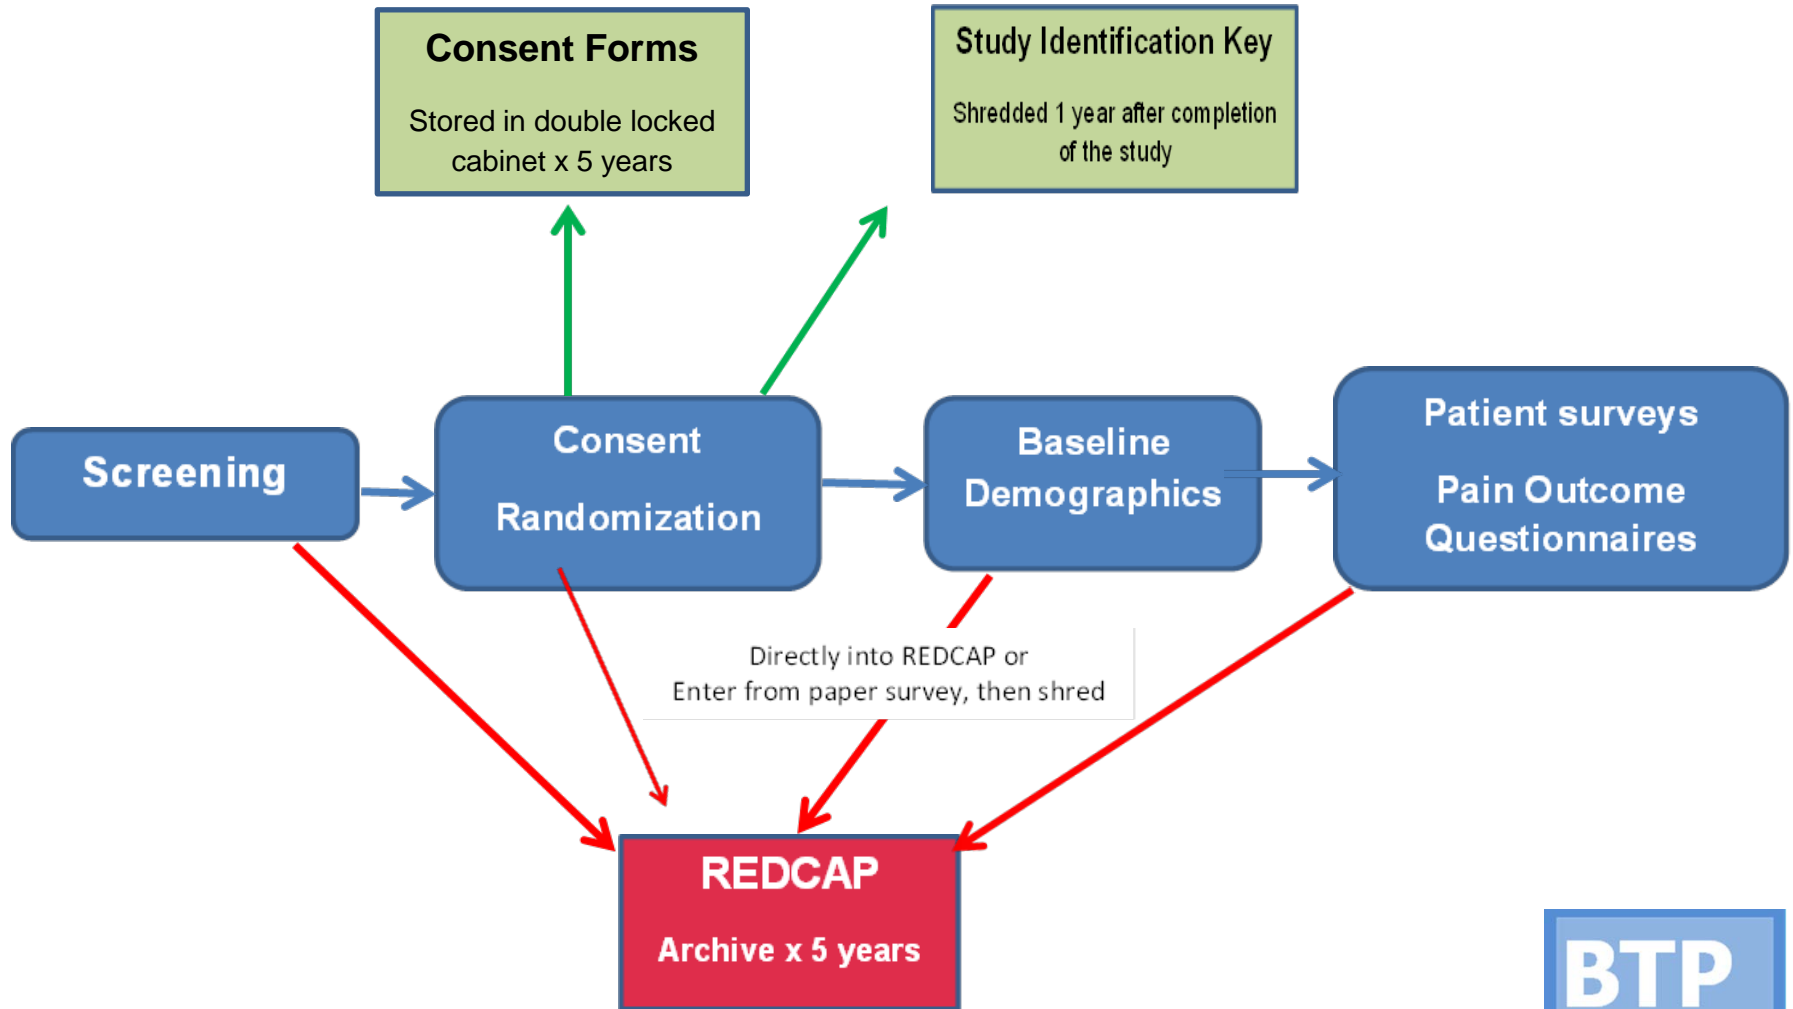 Consent Forms
Stored in double locked
cabinet x 5 years
Study Identification Key
Shredded 1 year after completion
of the study
Screening
Consent
Randomization
Baseline
Demographics
Patient surveys
Pain Outcome
Questionnaires
Directly into REDCAP or
Enter from paper survey, then shred
REDCAP
Archive x 5 years
BTP